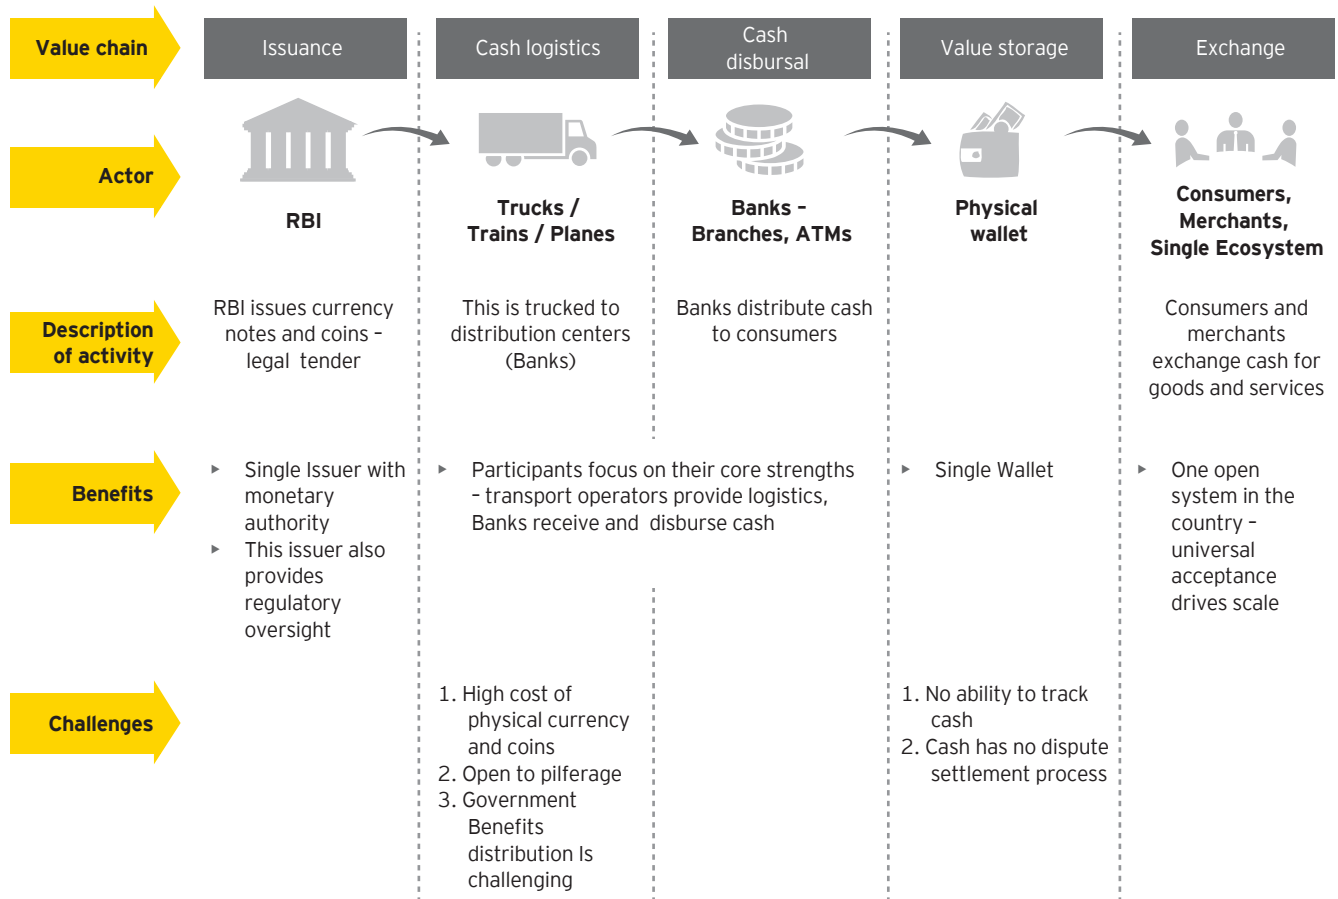 Value chain
Issuance
Cash logistics
Cash
disbursal
Value storage
Exchange
Actor
RBI
Trucks /
Trains / Planes
Banks –
Branches, ATMs
Physical
wallet
Consumers,
Merchants,
Single Ecosystem
Description
of activity
RBI issues currency
notes and coins –
legal tender
This is trucked to
distribution centers
(Banks)
Banks distribute cash
to consumers
Consumers and
merchants
exchange cash for
goods and services
Benefits
▸ Single Issuer with
monetary
authority
▸ This issuer also
provides
regulatory
oversight
▸ Participants focus on their core strengths
– transport operators provide logistics,
Banks receive and disburse cash
▸ Single Wallet
▸ One open
system in the
country –
universal
acceptance
drives scale
Challenges
1. High cost of
physical currency
and coins
2. Open to pilferage
3. Government
Benefits
distribution Is
challenging
1. No ability to track
cash
2. Cash has no dispute
settlement process